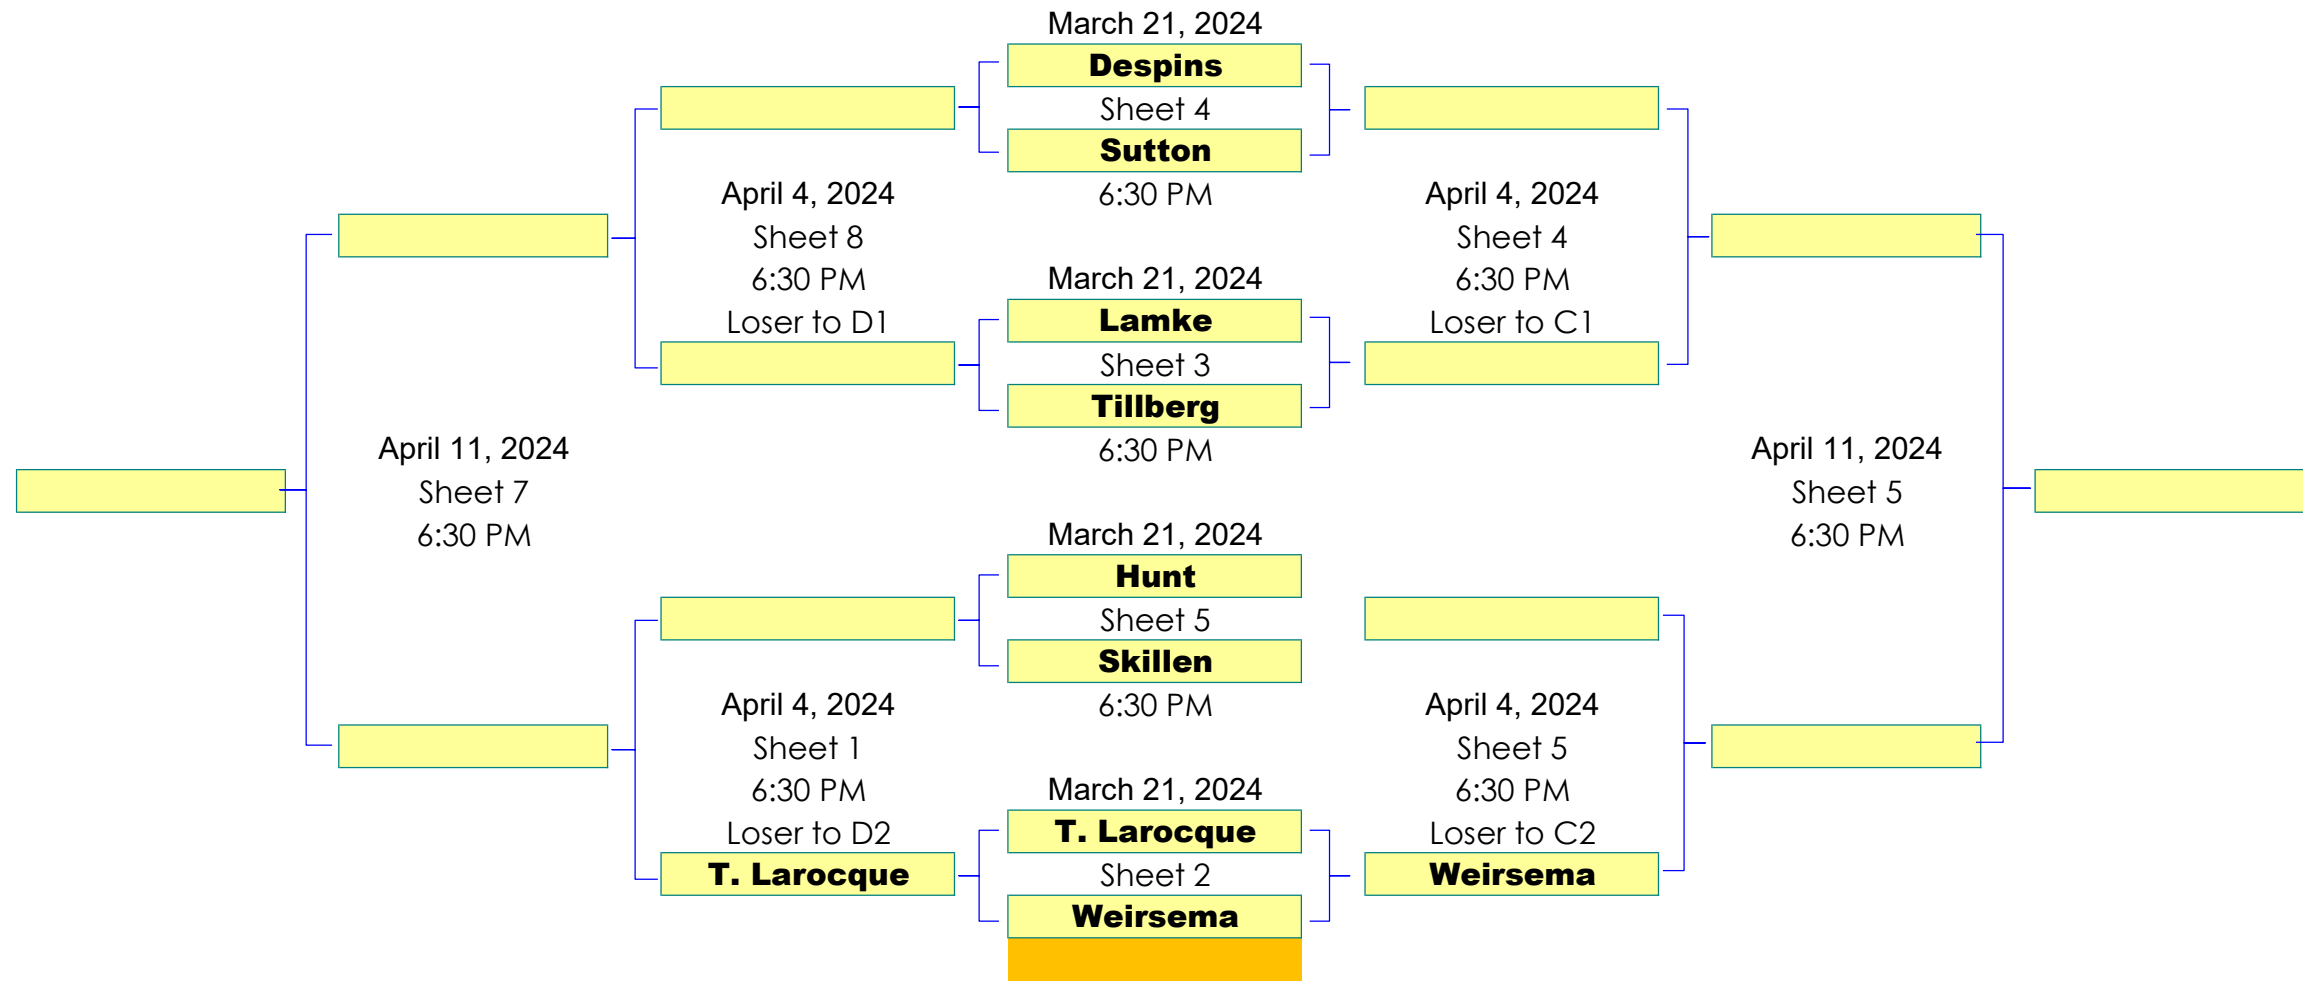 March 21, 2024
Despins
Sheet 4
Sutton
6:30 PM
April 4, 2024
Sheet 8
6:30 PM
Loser to D1
April 4, 2024
Sheet 4
6:30 PM
Loser to C1
March 21, 2024
Lamke
Sheet 3
Tillberg
6:30 PM
April 11, 2024
Sheet 7
6:30 PM
April 11, 2024
Sheet 5
6:30 PM
March 21, 2024
Hunt
Sheet 5
Skillen
6:30 PM
April 4, 2024
Sheet 1
6:30 PM
Loser to D2
T. Larocque
March 21, 2024
T. Larocque
Sheet 2
Weirsema
April 4, 2024
Sheet 5
6:30 PM
Loser to C2
Weirsema